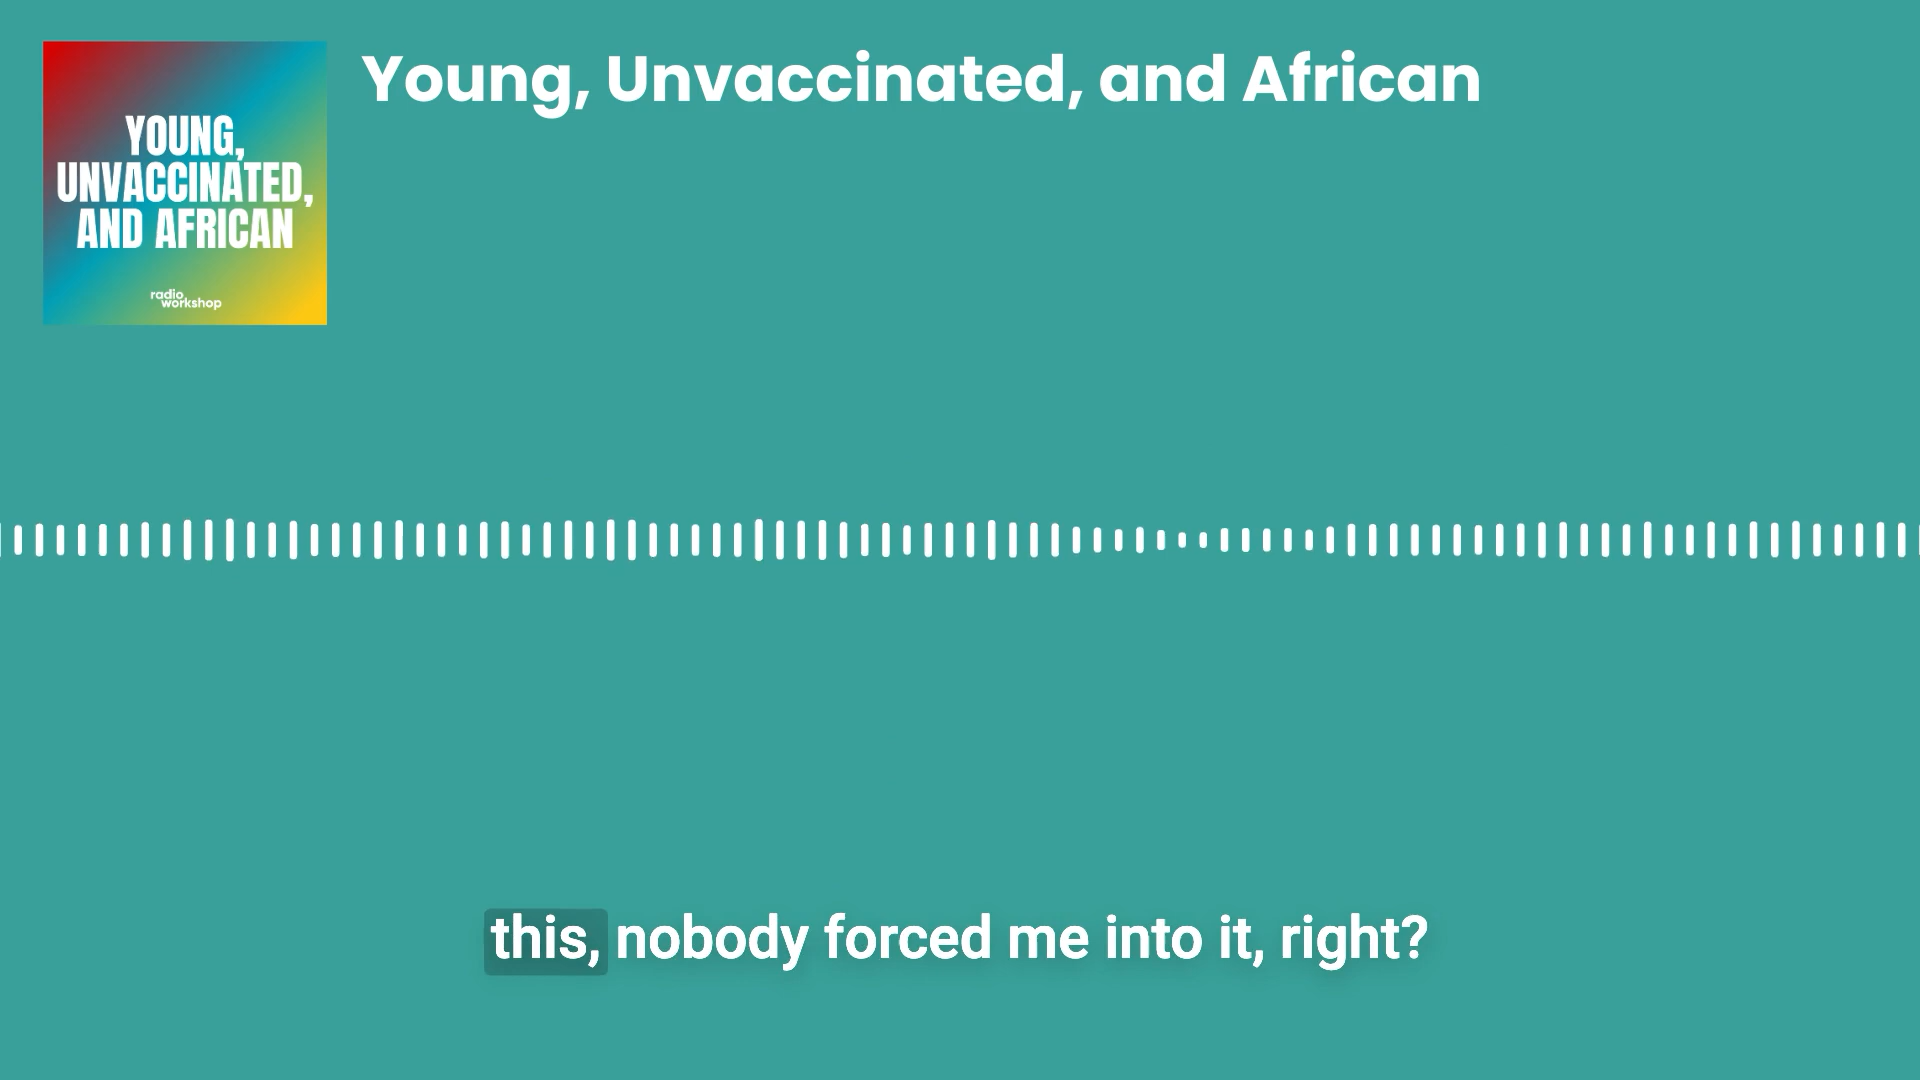 YOUNG,
UNVACCINATED,
AND AFRICAN
radio
workshop
Young, Unvaccinated, and African
this, nobody forced me into it, right?